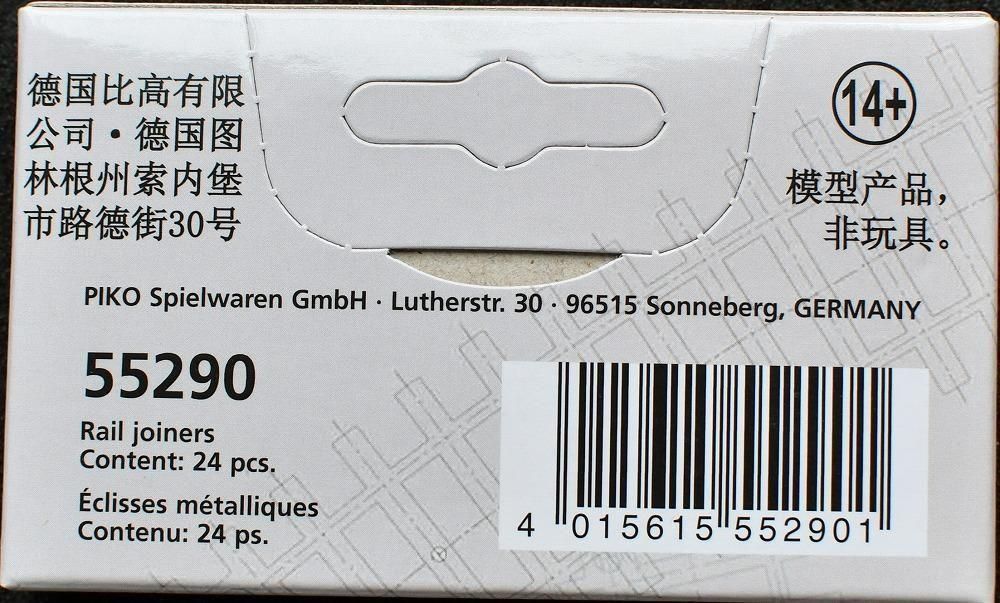 德国比高有限
公司·德国图
林根州索内堡
市路德街30号
14+
模型产品，
非玩具。
PIKO Spielwaren GmbH · Lutherstr. 30 · 96515 Sonneberg, GERMANY
55290
Rail joiners
Content: 24 pcs.
Éclisses métalliques
Contenu: 24 ps.
4 015615 552901